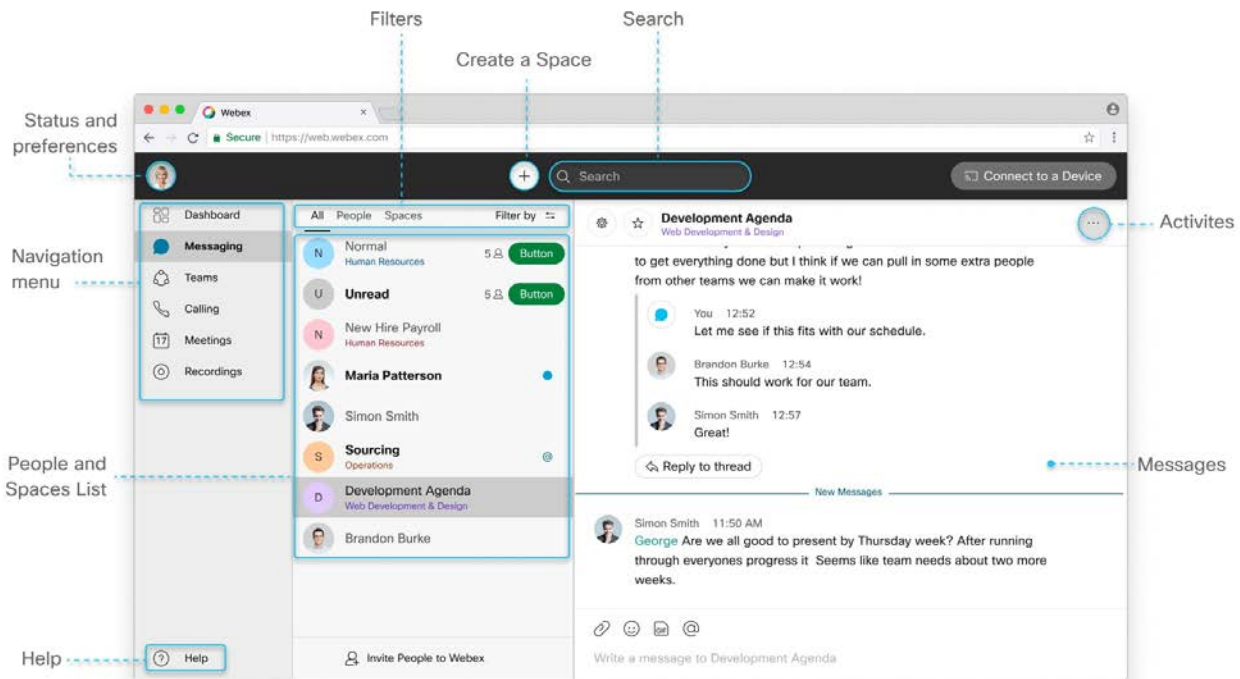 Filters
Search
Create a Space
Status and
preferences
Webex
Secure
https://web.webex.com
Search
Connect to a Device
Dashboard
Messaging
Teams
Calling
17
Meetings
Recordings
Navigation
menu
All People Spaces Filter by
N
Normal
Human Resources
5
Button
U
Unread
5
Button
N
New Hire Payroll
Human Resources
Maria Patterson
Simon Smith
S
Sourcing
Operations
@
D
Development Agenda
Web Development & Design
Brandon Burke
People and
Spaces List
Development Agenda
Web Development & Design
Activites
to get everything done but I think if we can pull in some extra people
from other teams we can make it work!
You 12:52
Let me see if this fits with our schedule.
Brandon Burke 12:54
This should work for our team.
Simon Smith 12:57
Great!
Reply to thread
Messages
New Messages
Simon Smith 11:50 AM
George Are we all good to present by Thursday week? After running
through everyones progress it Seems like team needs about two more
weeks.
GIF
@
Write a message to Development Agenda
Help
? Help
Invite People to Webex